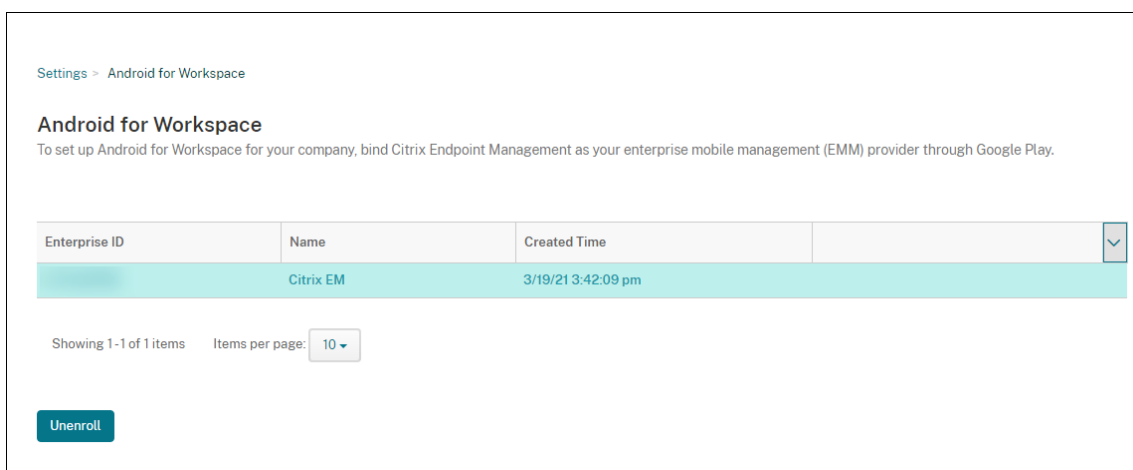 Settings > Android for Workspace
Android for Workspace
To set up Android for Workspace for your company, bind Citrix Endpoint Management as your enterprise mobile management (EMM) provider through Google Play.
Enterprise ID Name Created Time
Citrix EM 3/19/21 3:42:09 pm
Showing 1-1 of 1 items Items per page: 10
Unenroll